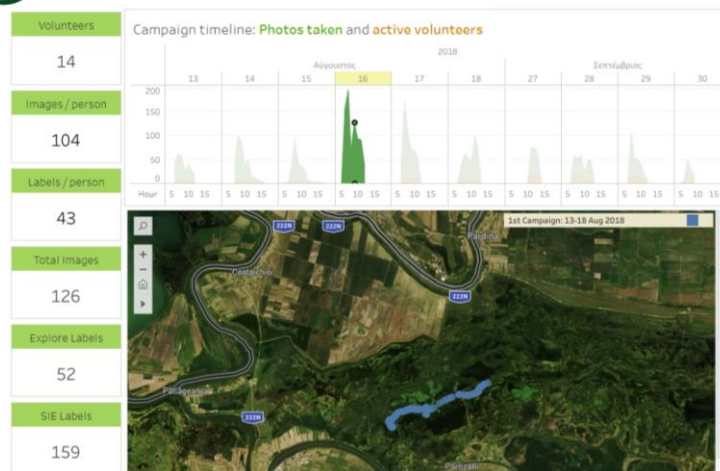 Volunteers
14
Images / person
104
Labels / person
43
Total Images
126
Explore Labels
52
SIE Labels
159
Campaign timeline: Photos taken and active volunteers
2018
Αύγουστος Σεπτέμβριος
13 14 15 16 17 18 27 28 29 30
200
150
100
50
0
Hour 5 10 15 5 10 15 5 10 15 5 10 15 5 10 15 5 10 15 5 10 15 5 10 15 5 10 15 5 10 15
1st Campaign: 13-18 Aug 2018
222N 222N
Pardina
Ceatalchioi
222N
Pătlăgeanca
222N
Partizani